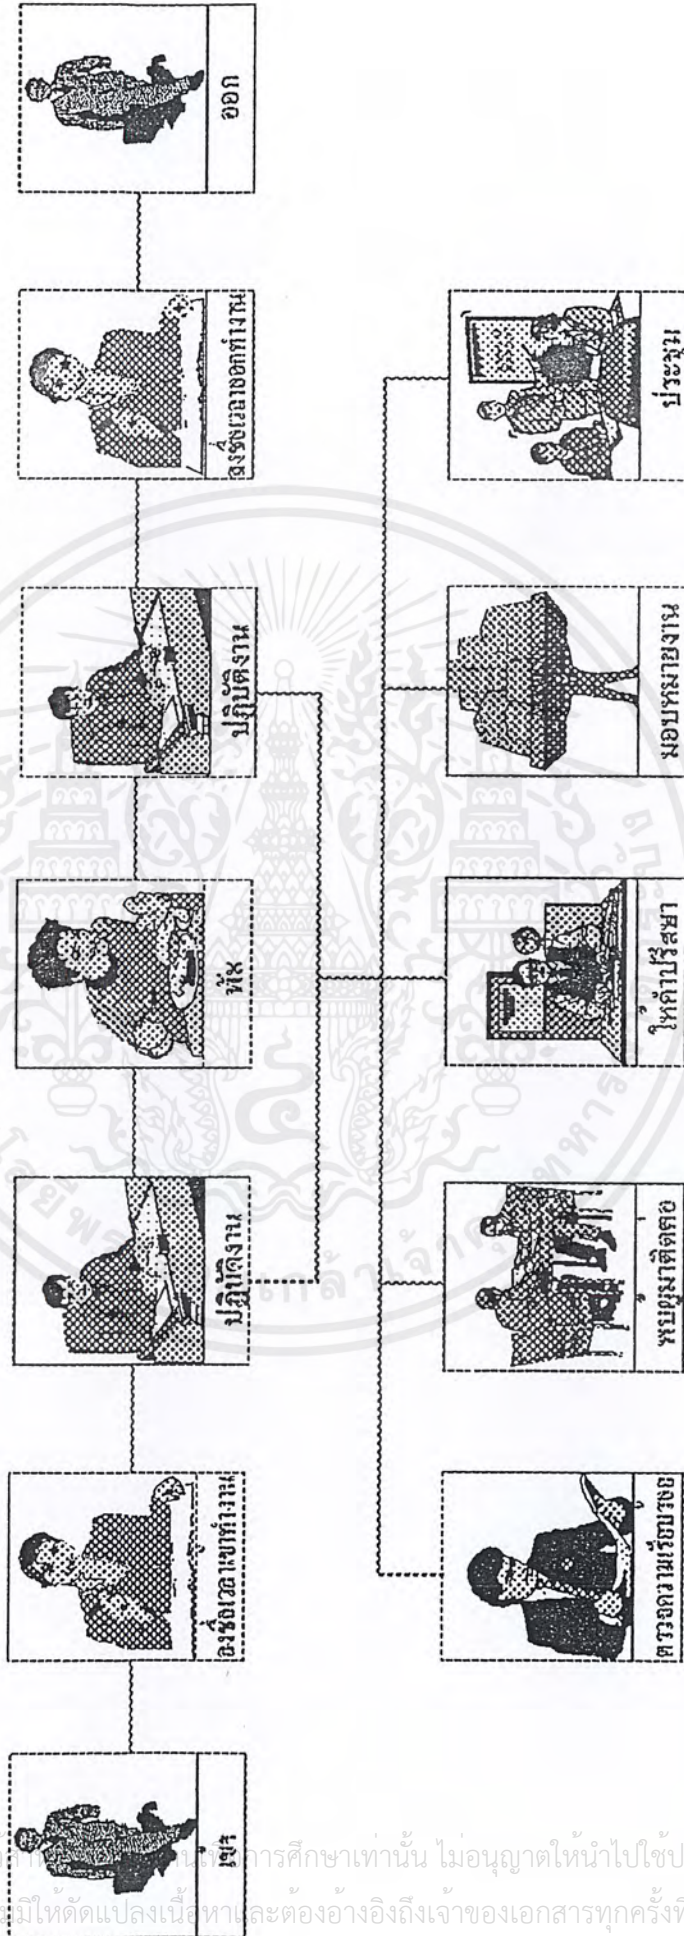 เข้า
ลงชื่อเวลาเข้าทำงาน
ปฏิบัติงาน
พัก
ปฏิบัติงาน
ลงชื่อเวลาออกทำงาน
ออก
ตรวจความเรียบร้อย
พบผู้มาติดต่อ
ให้คำปรึกษา
มอบหมายงาน
ประชุม
การศึกษาเท่านั้น ไม่อนุญาตให้นำไปใช้ป
มิให้ดัดแปลงเนื้อหาและต้องอ้างอิงถึงเจ้าของเอกสารทุกครั้งที่